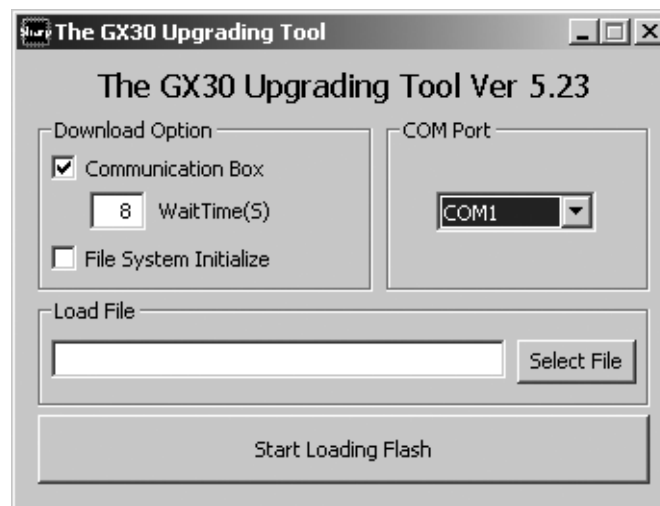 Sharp The GX30 Upgrading Tool
The GX30 Upgrading Tool Ver 5.23
Download Option
Communication Box
8 WaitTime(S)
File System Initialize
COM Port
COM1
Load File
Select File
Start Loading Flash